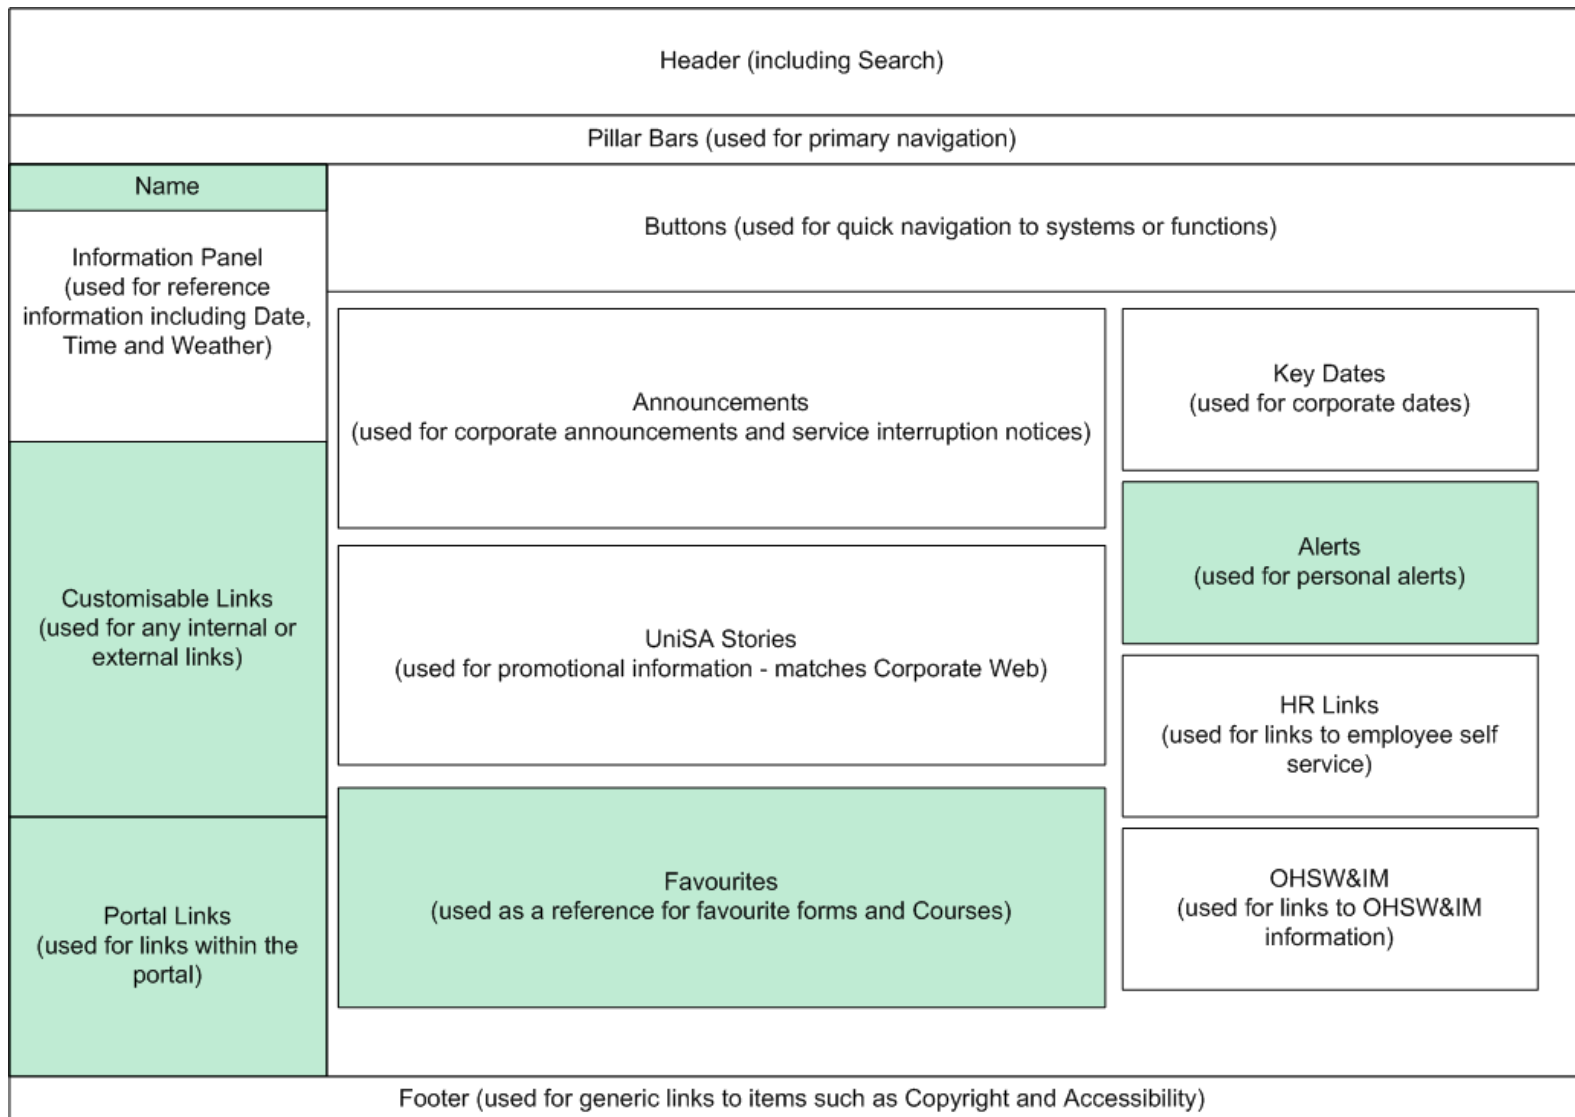 Header (including Search)
Pillar Bars (used for primary navigation)
Name
Buttons (used for quick navigation to systems or functions)
Information Panel
(used for reference
information including Date,
Time and Weather)
Customisable Links
(used for any internal or
external links)
Portal Links
(used for links within the
portal)
Announcements
(used for corporate announcements and service interruption notices)
UniSA Stories
(used for promotional information - matches Corporate Web)
Favourites
(used as a reference for favourite forms and Courses)
Key Dates
(used for corporate dates)
Alerts
(used for personal alerts)
HR Links
(used for links to employee self
service)
OHSW&IM
(used for links to OHSW&IM
information)
Footer (used for generic links to items such as Copyright and Accessibility)